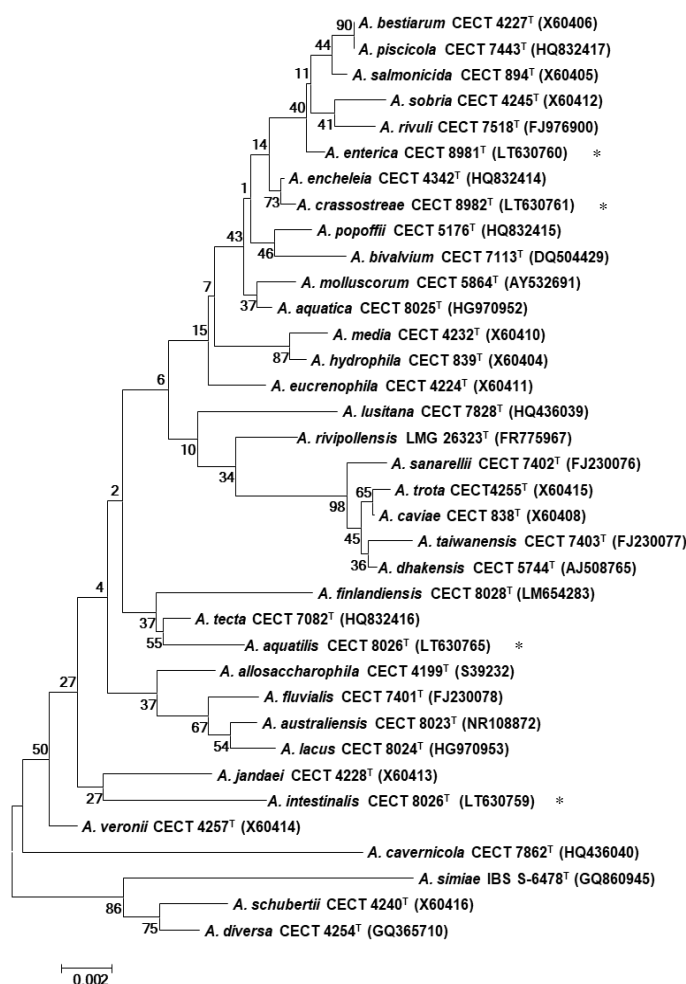 90
A. bestiarum CECT 4227ᵀ (X60406)
A. piscicola CECT 7443ᵀ (HQ832417)
44
A. salmonicida CECT 894ᵀ (X60405)
11
A. sobria CECT 4245ᵀ (X60412)
40
41
A. rivuli CECT 7518ᵀ (FJ976900)
14
A. enterica CECT 8981ᵀ (LT630760) *
A. encheleia CECT 4342ᵀ (HQ832414)
1
73
A. crassostreae CECT 8982ᵀ (LT630761) *
A. popoffii CECT 5176ᵀ (HQ832415)
43
46
A. bivalvium CECT 7113ᵀ (DQ504429)
A. molluscorum CECT 5864ᵀ (AY532691)
7
37
A. aquatica CECT 8025ᵀ (HG970952)
15
A. media CECT 4232ᵀ (X60410)
87
A. hydrophila CECT 839ᵀ (X60404)
6
A. eucrenophila CECT 4224ᵀ (X60411)
A. lusitana CECT 7828ᵀ (HQ436039)
10
A. rivipollensis LMG 26323ᵀ (FR775967)
34
A. sanarellii CECT 7402ᵀ (FJ230076)
2
65
A. trota CECT4255ᵀ (X60415)
98
A. caviae CECT 838ᵀ (X60408)
45
A. taiwanensis CECT 7403ᵀ (FJ230077)
36
A. dhakensis CECT 5744ᵀ (AJ508765)
4
A. finlandiensis CECT 8028ᵀ (LM654283)
37
A. tecta CECT 7082ᵀ (HQ832416)
55
A. aquatilis CECT 8026ᵀ (LT630765) *
A. allosaccharophila CECT 4199ᵀ (S39232)
27
37
A. fluvialis CECT 7401ᵀ (FJ230078)
67
A. australiensis CECT 8023ᵀ (NR108872)
54
A. lacus CECT 8024ᵀ (HG970953)
50
A. jandaei CECT 4228ᵀ (X60413)
27
A. intestinalis CECT 8026ᵀ (LT630759) *
A. veronii CECT 4257ᵀ (X60414)
A. cavernicola CECT 7862ᵀ (HQ436040)
A. simiae IBS S-6478ᵀ (GQ860945)
86
A. schubertii CECT 4240ᵀ (X60416)
75
A. diversa CECT 4254ᵀ (GQ365710)
0.002